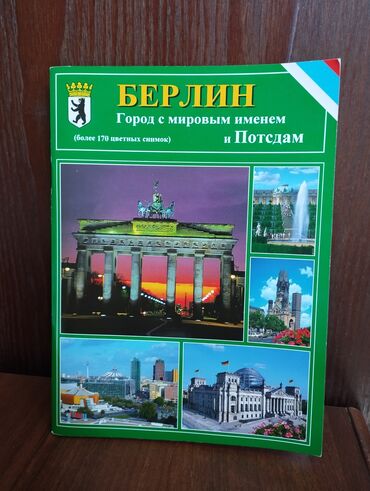 БЕРЛИН
Город с мировым именем
(более 170 цветных снимок) и Потсдам